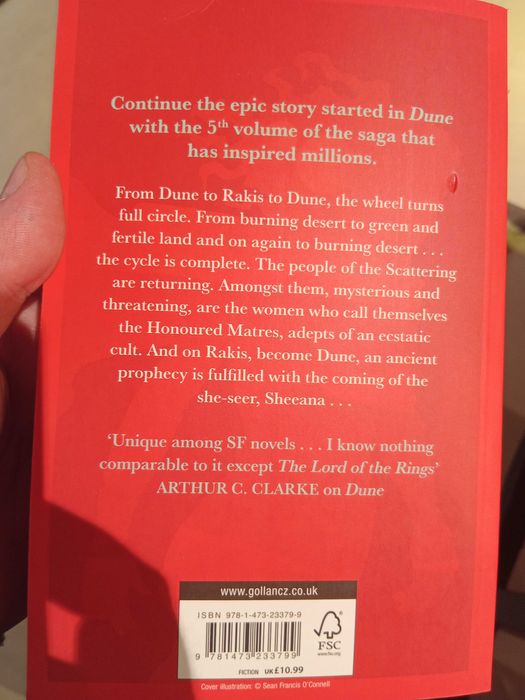 Continue the epic story started in Dune
with the 5th volume of the saga that
has inspired millions.
From Dune to Rakis to Dune, the wheel turns
full circle. From burning desert to green and
fertile land and on again to burning desert . . .
the cycle is complete. The people of the Scattering
are returning. Amongst them, mysterious and
threatening, are the women who call themselves
the Honoured Matres, adepts of an ecstatic
cult. And on Rakis, become Dune, an ancient
prophecy is fulfilled with the coming of the
she-seer, Sheeana . . .
‘Unique among SF novels . . . I know nothing
comparable to it except The Lord of the Rings’
ARTHUR C. CLARKE on Dune
www.gollancz.co.uk
ISBN 978-1-473-23379-9
9 781473 233799
FSC
www.fsc.org
FICTION UK £10.99
Cover illustration: © Sean Francis O'Connell